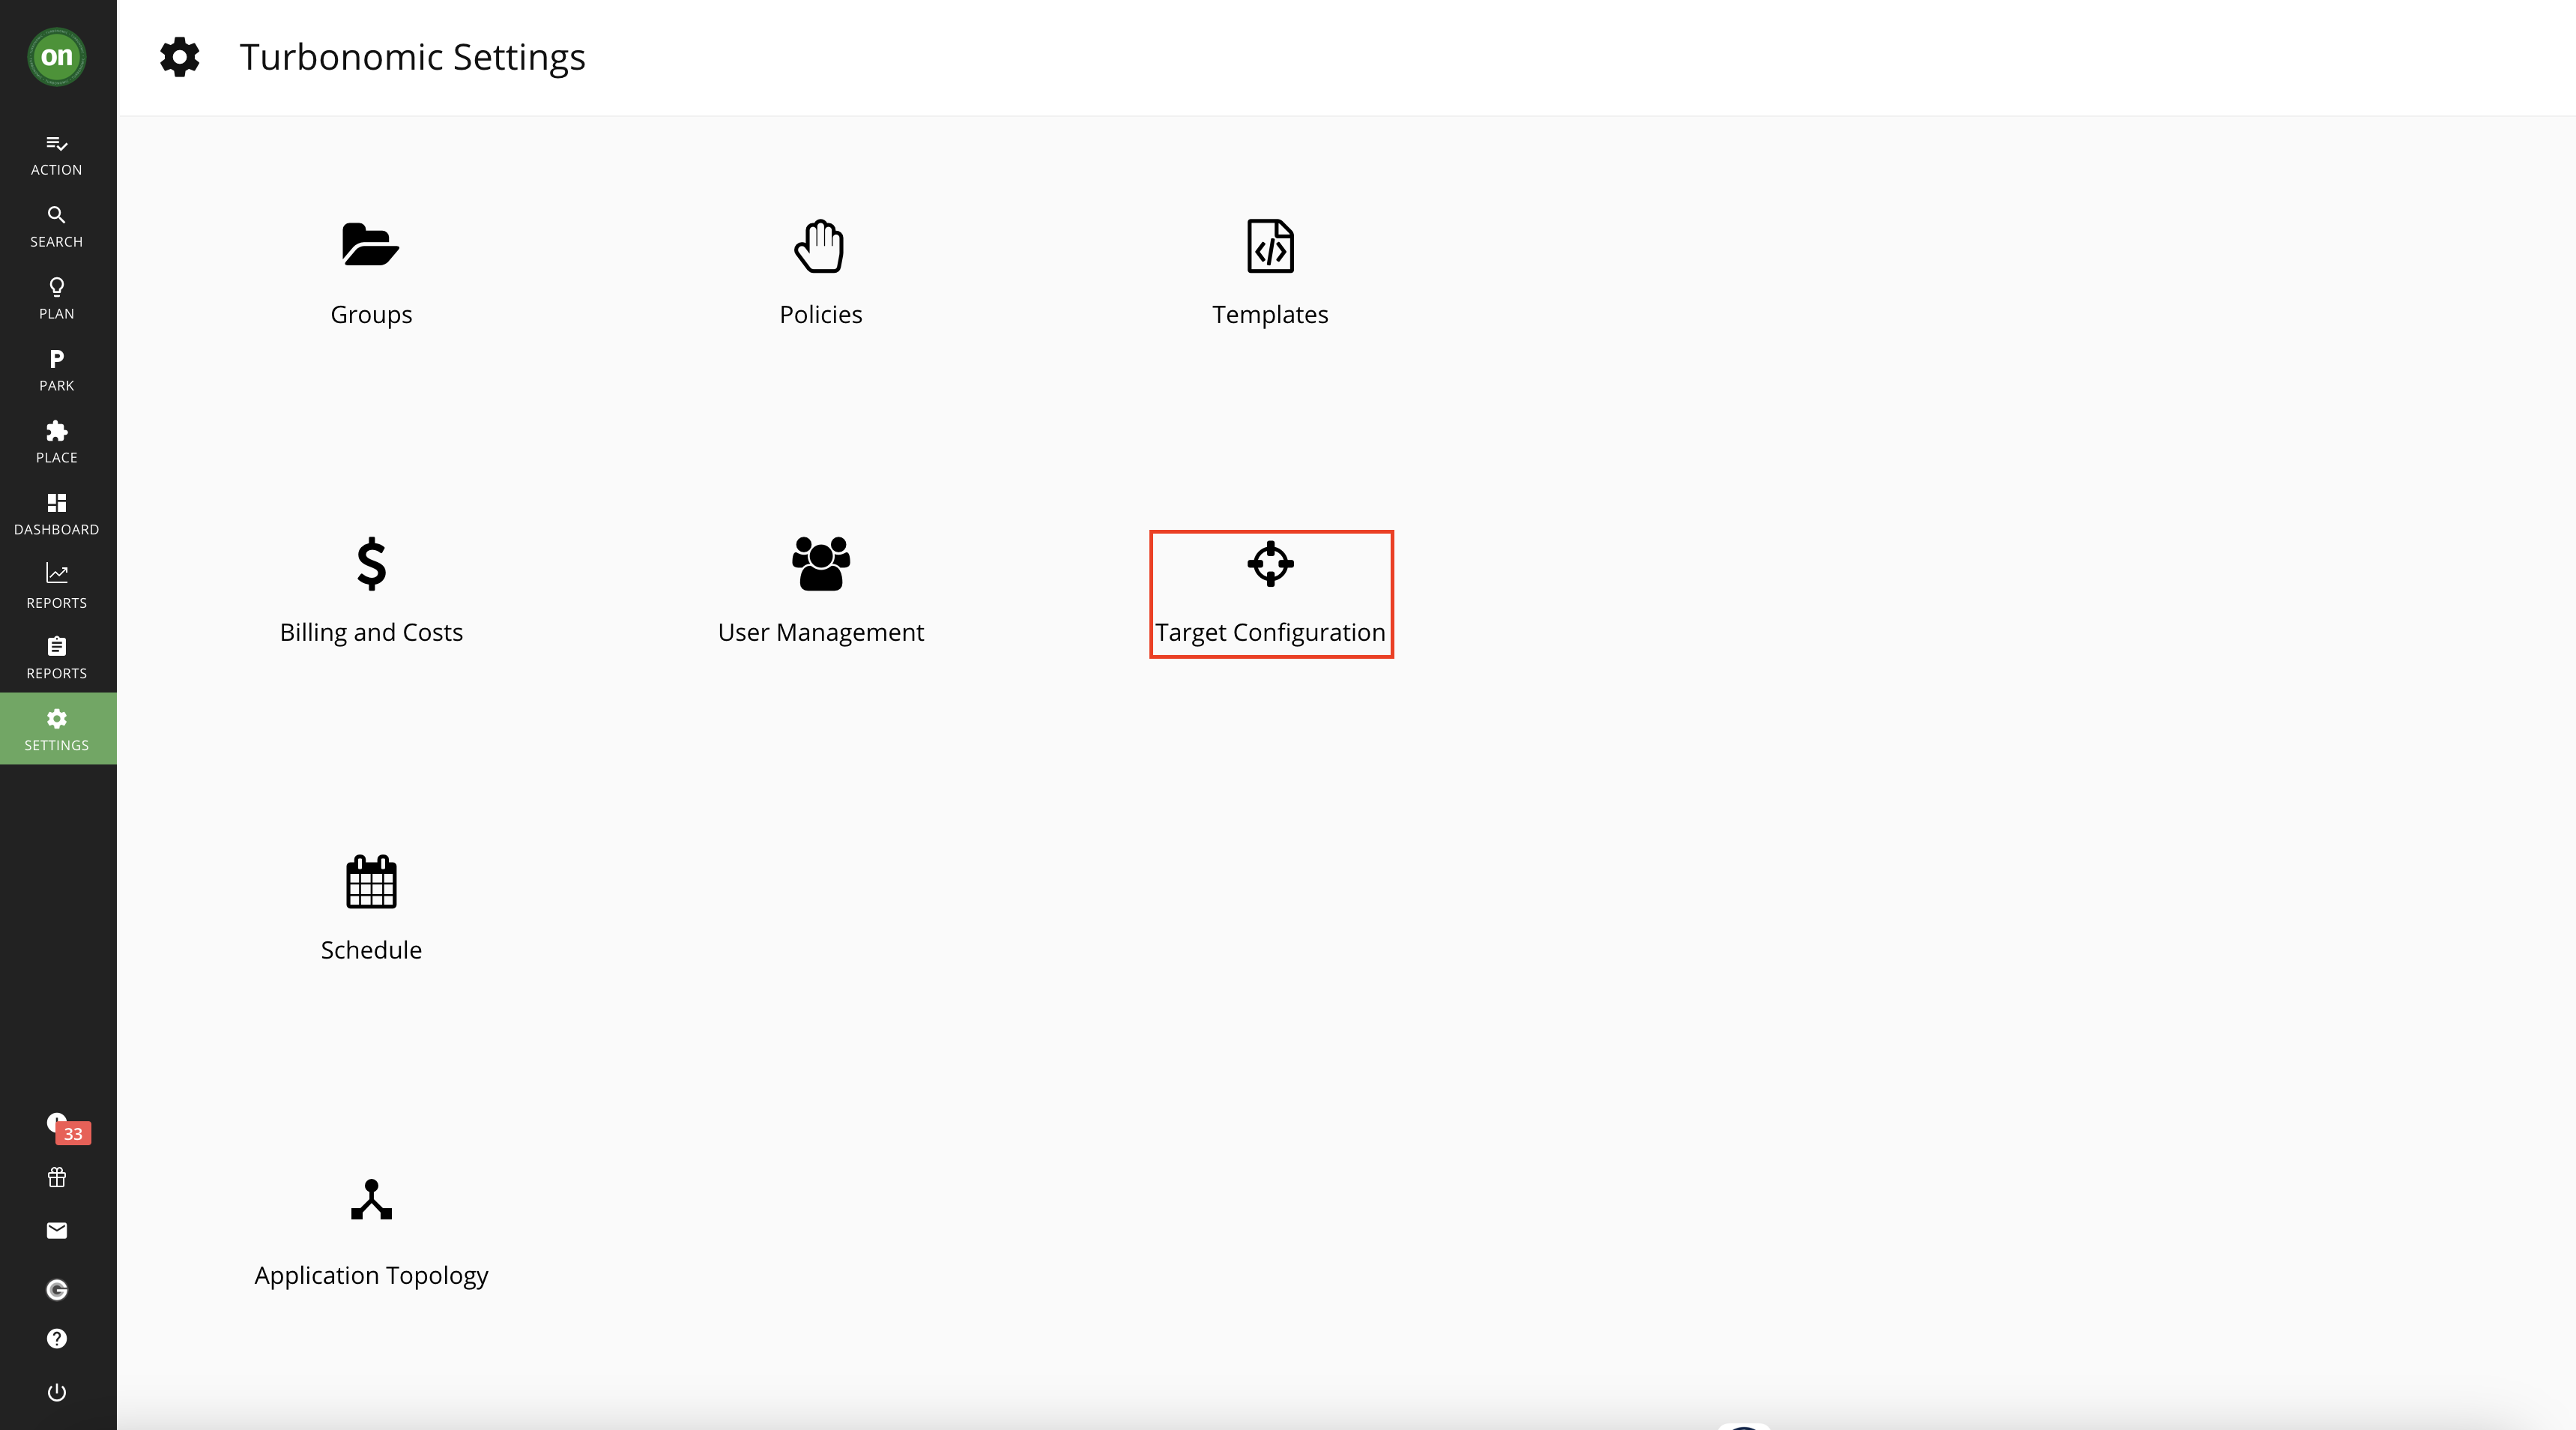 on
Turbonomic Settings
ACTION
SEARCH
PLAN
P
PARK
PLACE
DASHBOARD
REPORTS
REPORTS
SETTINGS
Groups
Policies
Templates
Billing and Costs
User Management
Target Configuration
Schedule
Application Topology
33
G